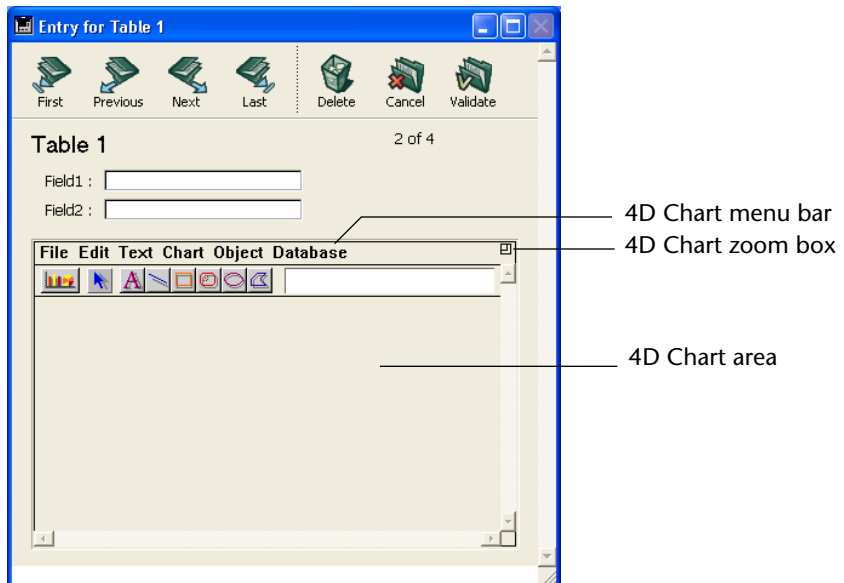 Entry for Table 1
First Previous Next Last Delete Cancel Validate
Table 1
2 of 4
Field1 :
Field2 :
4D Chart menu bar
File Edit Text Chart Object Database
4D Chart zoom box
A
4D Chart area